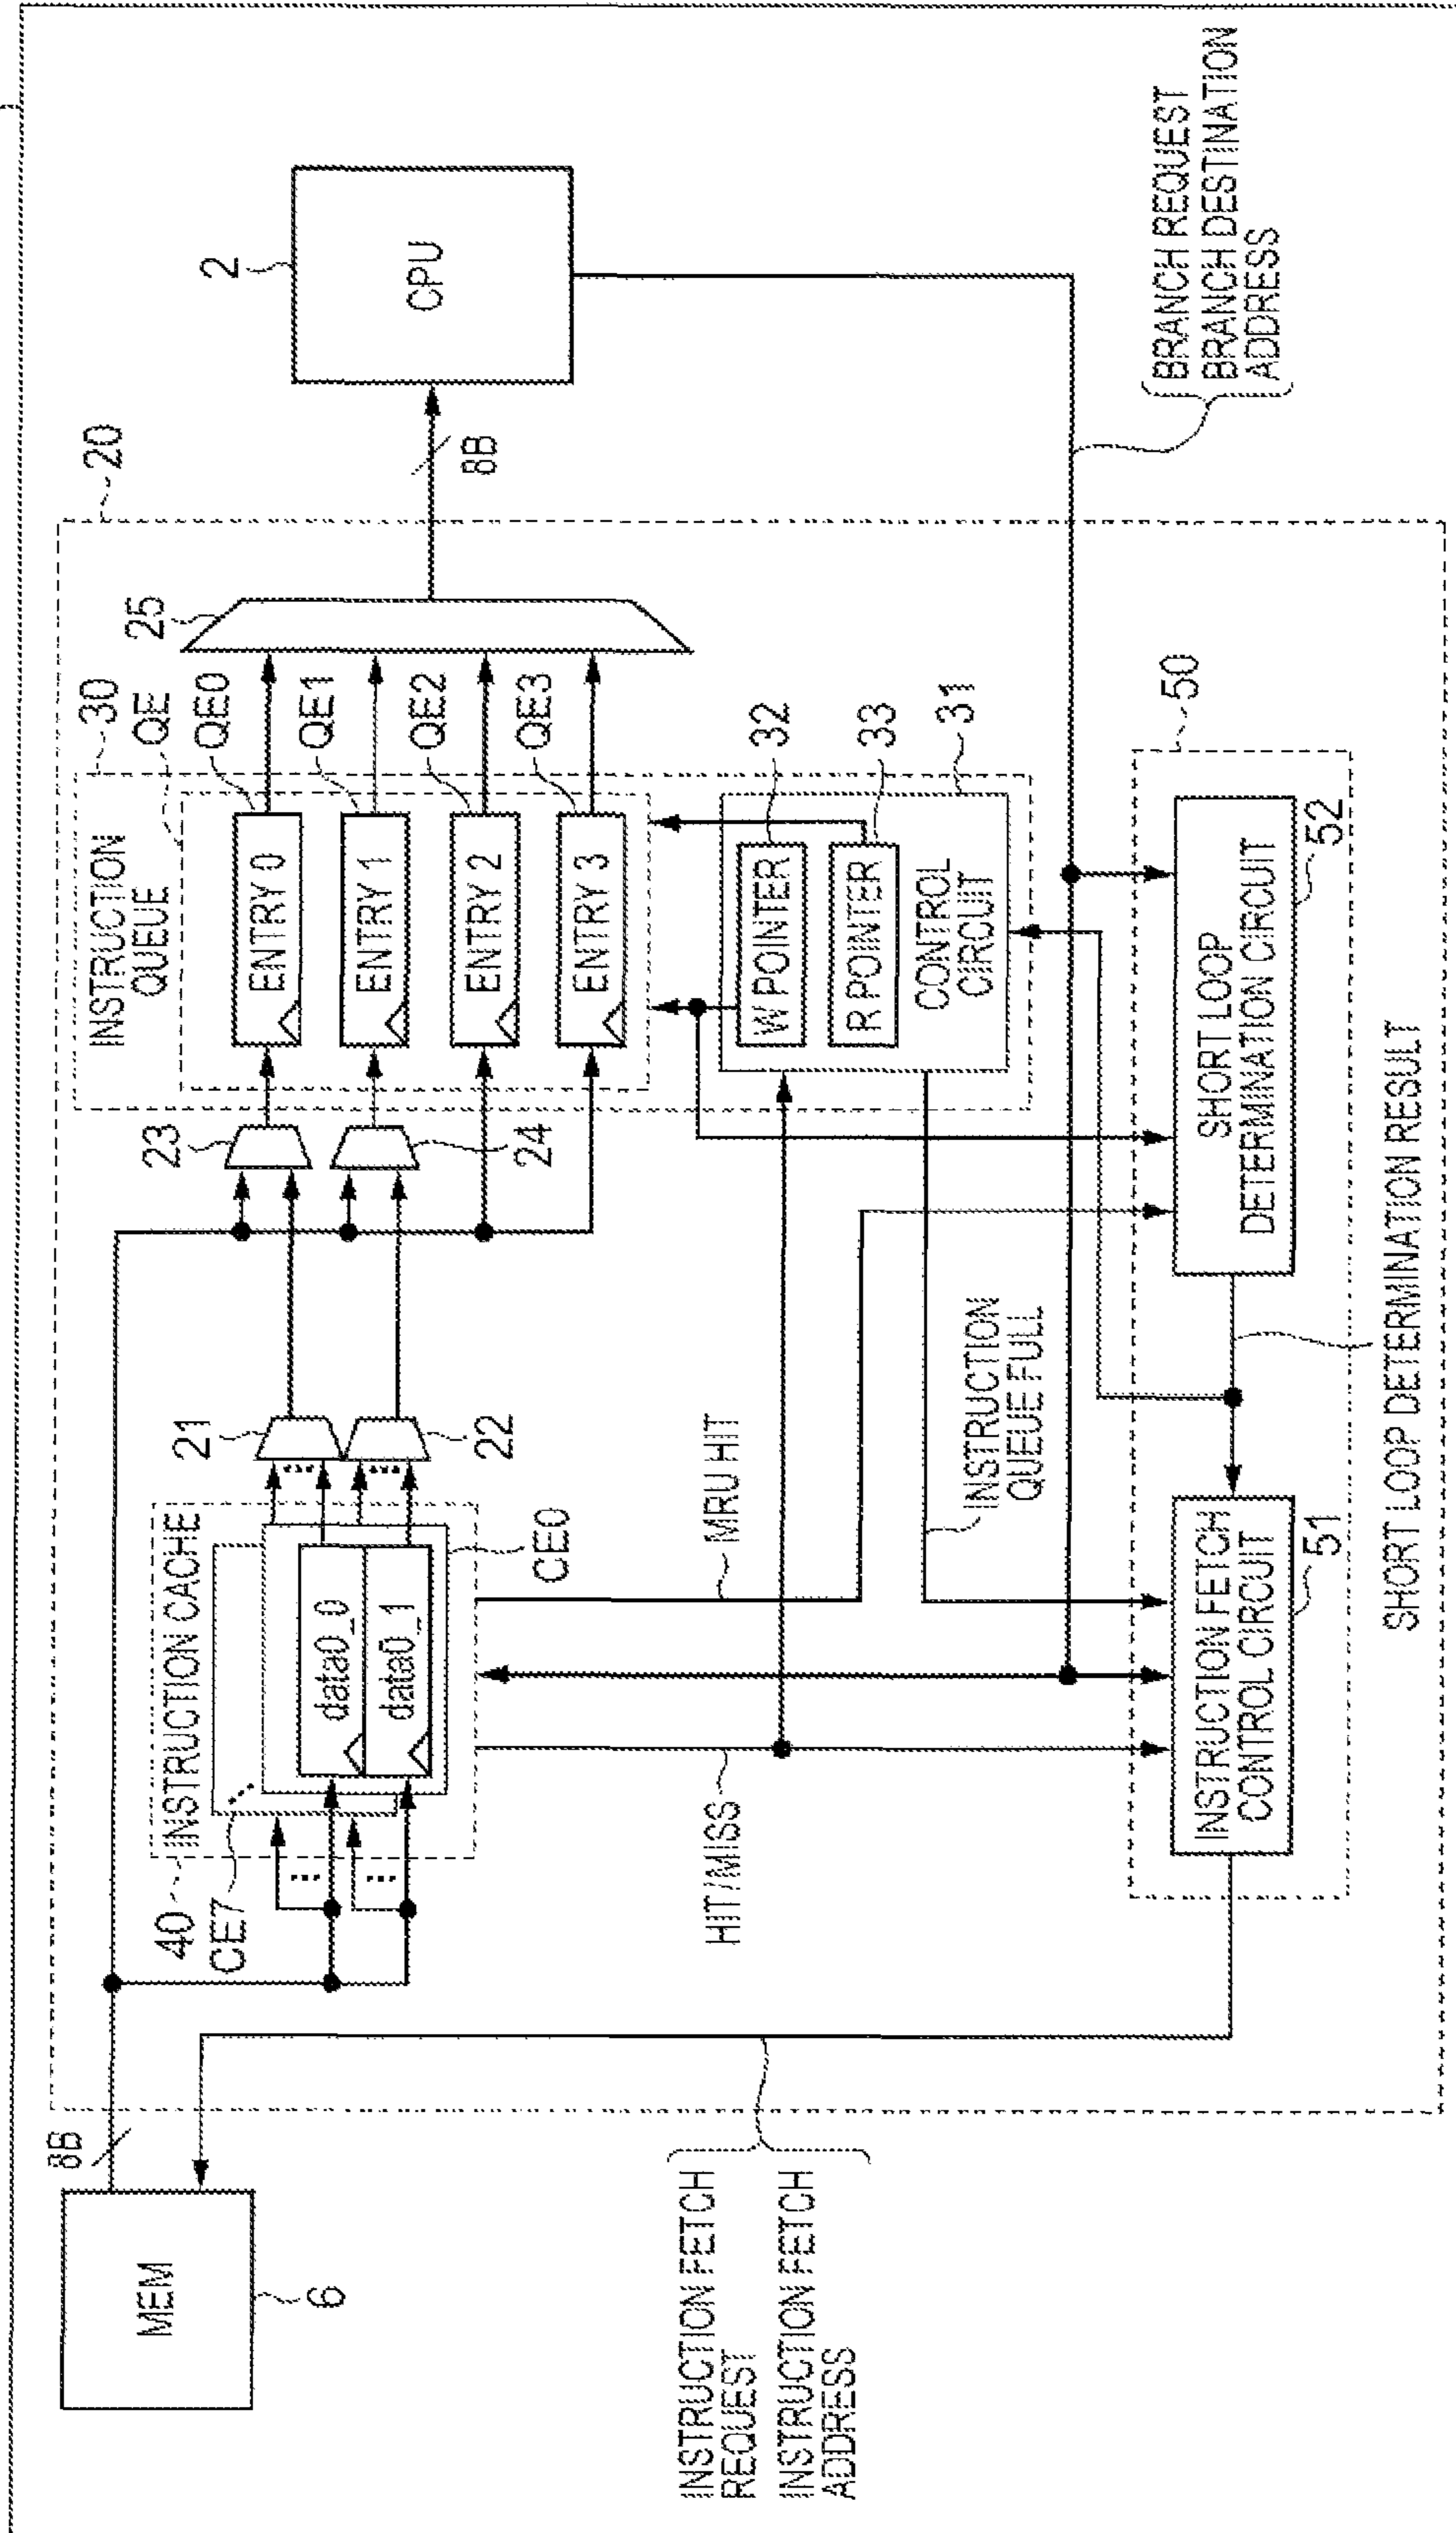 MEM
6
8B
INSTRUCTION FETCH
REQUEST
INSTRUCTION FETCH
ADDRESS
20
40
INSTRUCTION CACHE
CE7
...
data0_0
data0_1
CE0
...
...
...
...
21
22
23
24
INSTRUCTION
QUEUE
30
QE
ENTRY 0
ENTRY 1
ENTRY 2
ENTRY 3
QE0
QE1
QE2
QE3
25
8B
2
CPU
W POINTER
32
R POINTER
33
CONTROL
CIRCUIT
31
HIT/MISS
MRU HIT
INSTRUCTION
QUEUE FULL
BRANCH REQUEST
BRANCH DESTINATION
ADDRESS
50
INSTRUCTION FETCH
CONTROL CIRCUIT
51
SHORT LOOP
DETERMINATION CIRCUIT
52
SHORT LOOP DETERMINATION RESULT